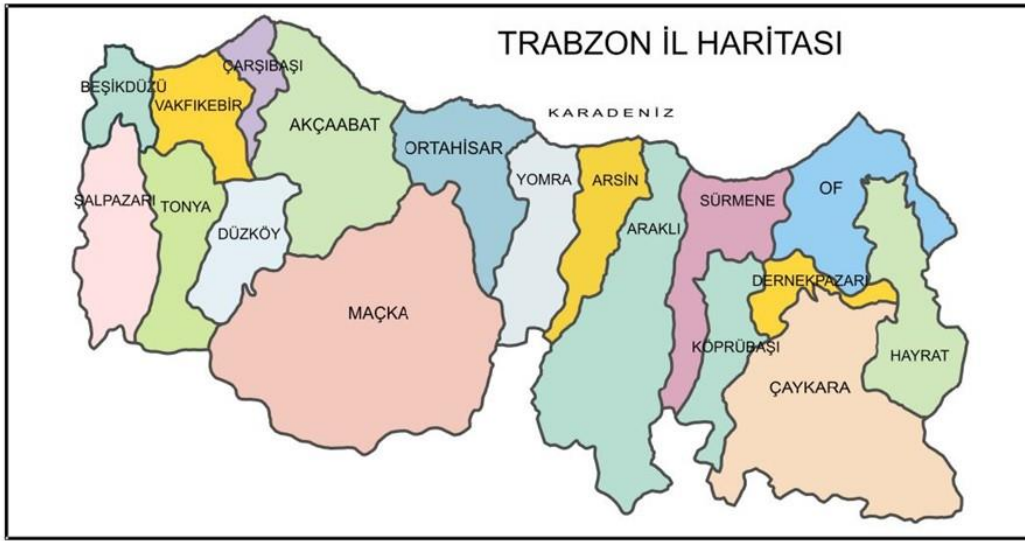 TRABZON İL HARİTASI
KARADENİZ
BEŞİKDÜZÜ
VAKFIKEBİR
ÇARŞIBAŞI
AKÇAABAT
ORTAHİSAR
YOMRA
ARSİN
ARAKLI
SÜRMENE
OF
ŞALPAZARI
TONYA
DÜZKÖY
MAÇKA
DERNEKPAZARI
KÖPRÜBAŞI
ÇAYKARA
HAYRAT